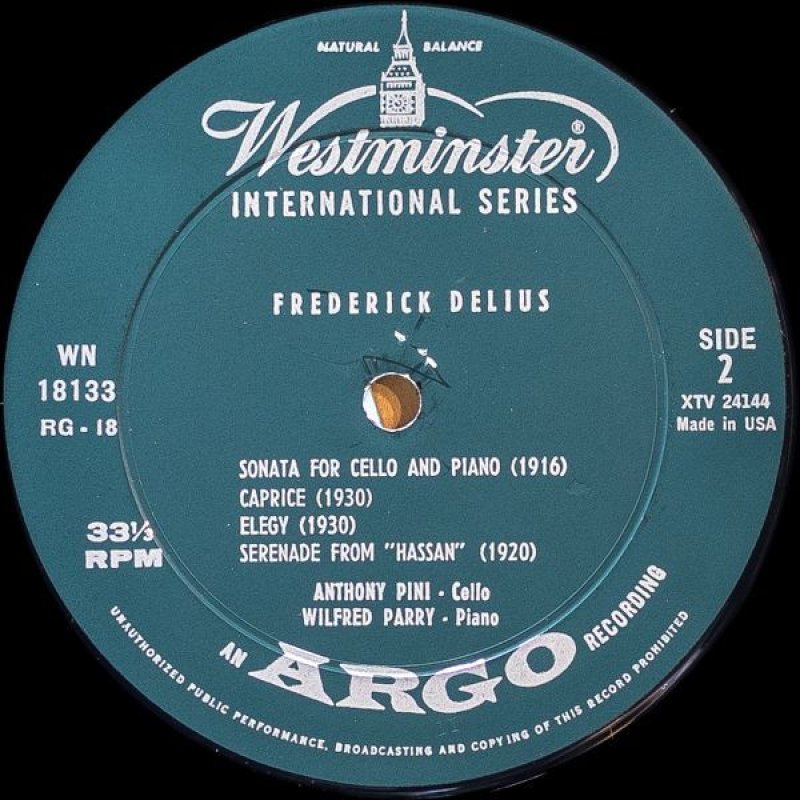 NATURAL BALANCE
Westminster®
INTERNATIONAL SERIES
FREDERICK DELIUS
WN
18133
RG - 18
SIDE
2
XTV 24144
Made in USA
33⅓
RPM
SONATA FOR CELLO AND PIANO (1916)
CAPRICE (1930)
ELEGY (1930)
SERENADE FROM "HASSAN" (1920)
ANTHONY PINI - Cello
WILFRED PARRY - Piano
AN ARGO RECORDING
UNAUTHORIZED PUBLIC PERFORMANCE, BROADCASTING AND COPYING OF THIS RECORD PROHIBITED